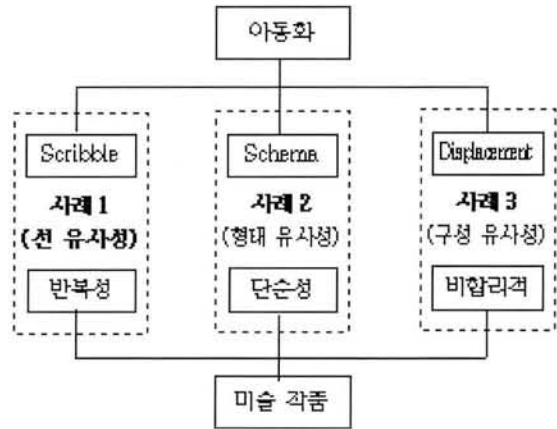 아동화
Scribble
Schema
Displacement
사례 1
사례 2
사례 3
(선 유사성)
(형태 유사성)
(구성 유사성)
반복성
단순성
비합리적
미술 작품